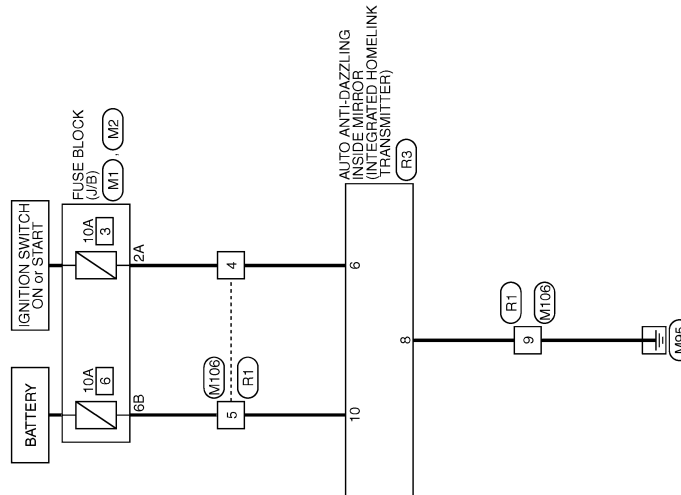 IGNITION SWITCH
ON or START
BATTERY
FUSE BLOCK
(J/B)
M1 , M2
10A
3
10A
6
2A
6B
4
M106
5
R1
AUTO ANTI-DAZZLING
INSIDE MIRROR
(INTEGRATED HOMELINK
TRANSMITTER)
R3
6
10
8
R1
9
M106
M95